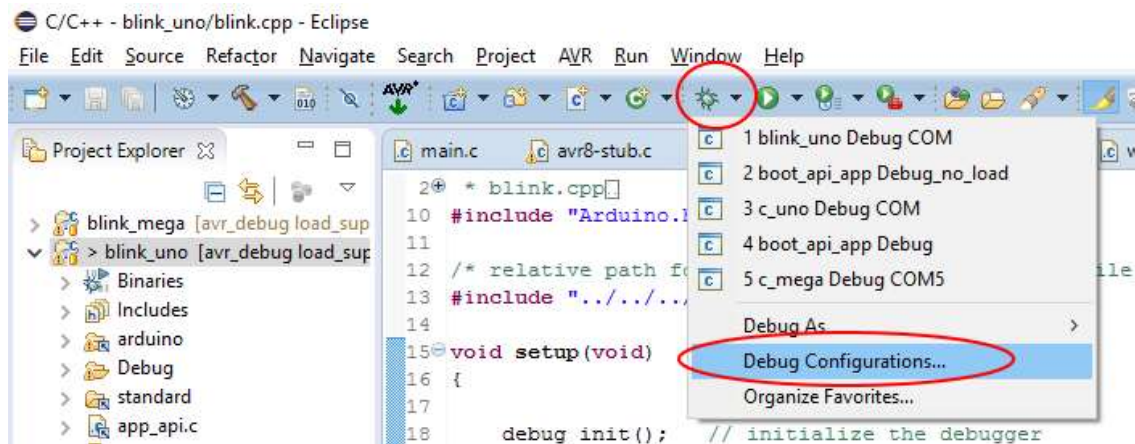 C/C++ - blink_uno/blink.cpp - Eclipse
File Edit Source Refactor Navigate Search Project AVR Run Window Help
010 AVR
Project Explorer
main.c avr8-stub.c
blink_mega [avr_debug load_sup
> blink_uno [avr_debug load_sup
Binaries
Includes
arduino
Debug
standard
app_api.c
2 * blink.cpp
10 #include "Arduino.
11
12 /* relative path f ile
13 #include "../../../
14
15 void setup(void)
16 {
17
18 debug_init(); // initialize the debugger
1 blink_uno Debug COM
2 boot_api_app Debug_no_load
3 c_uno Debug COM
4 boot_api_app Debug
5 c_mega Debug COM5
Debug As
Debug Configurations...
Organize Favorites...